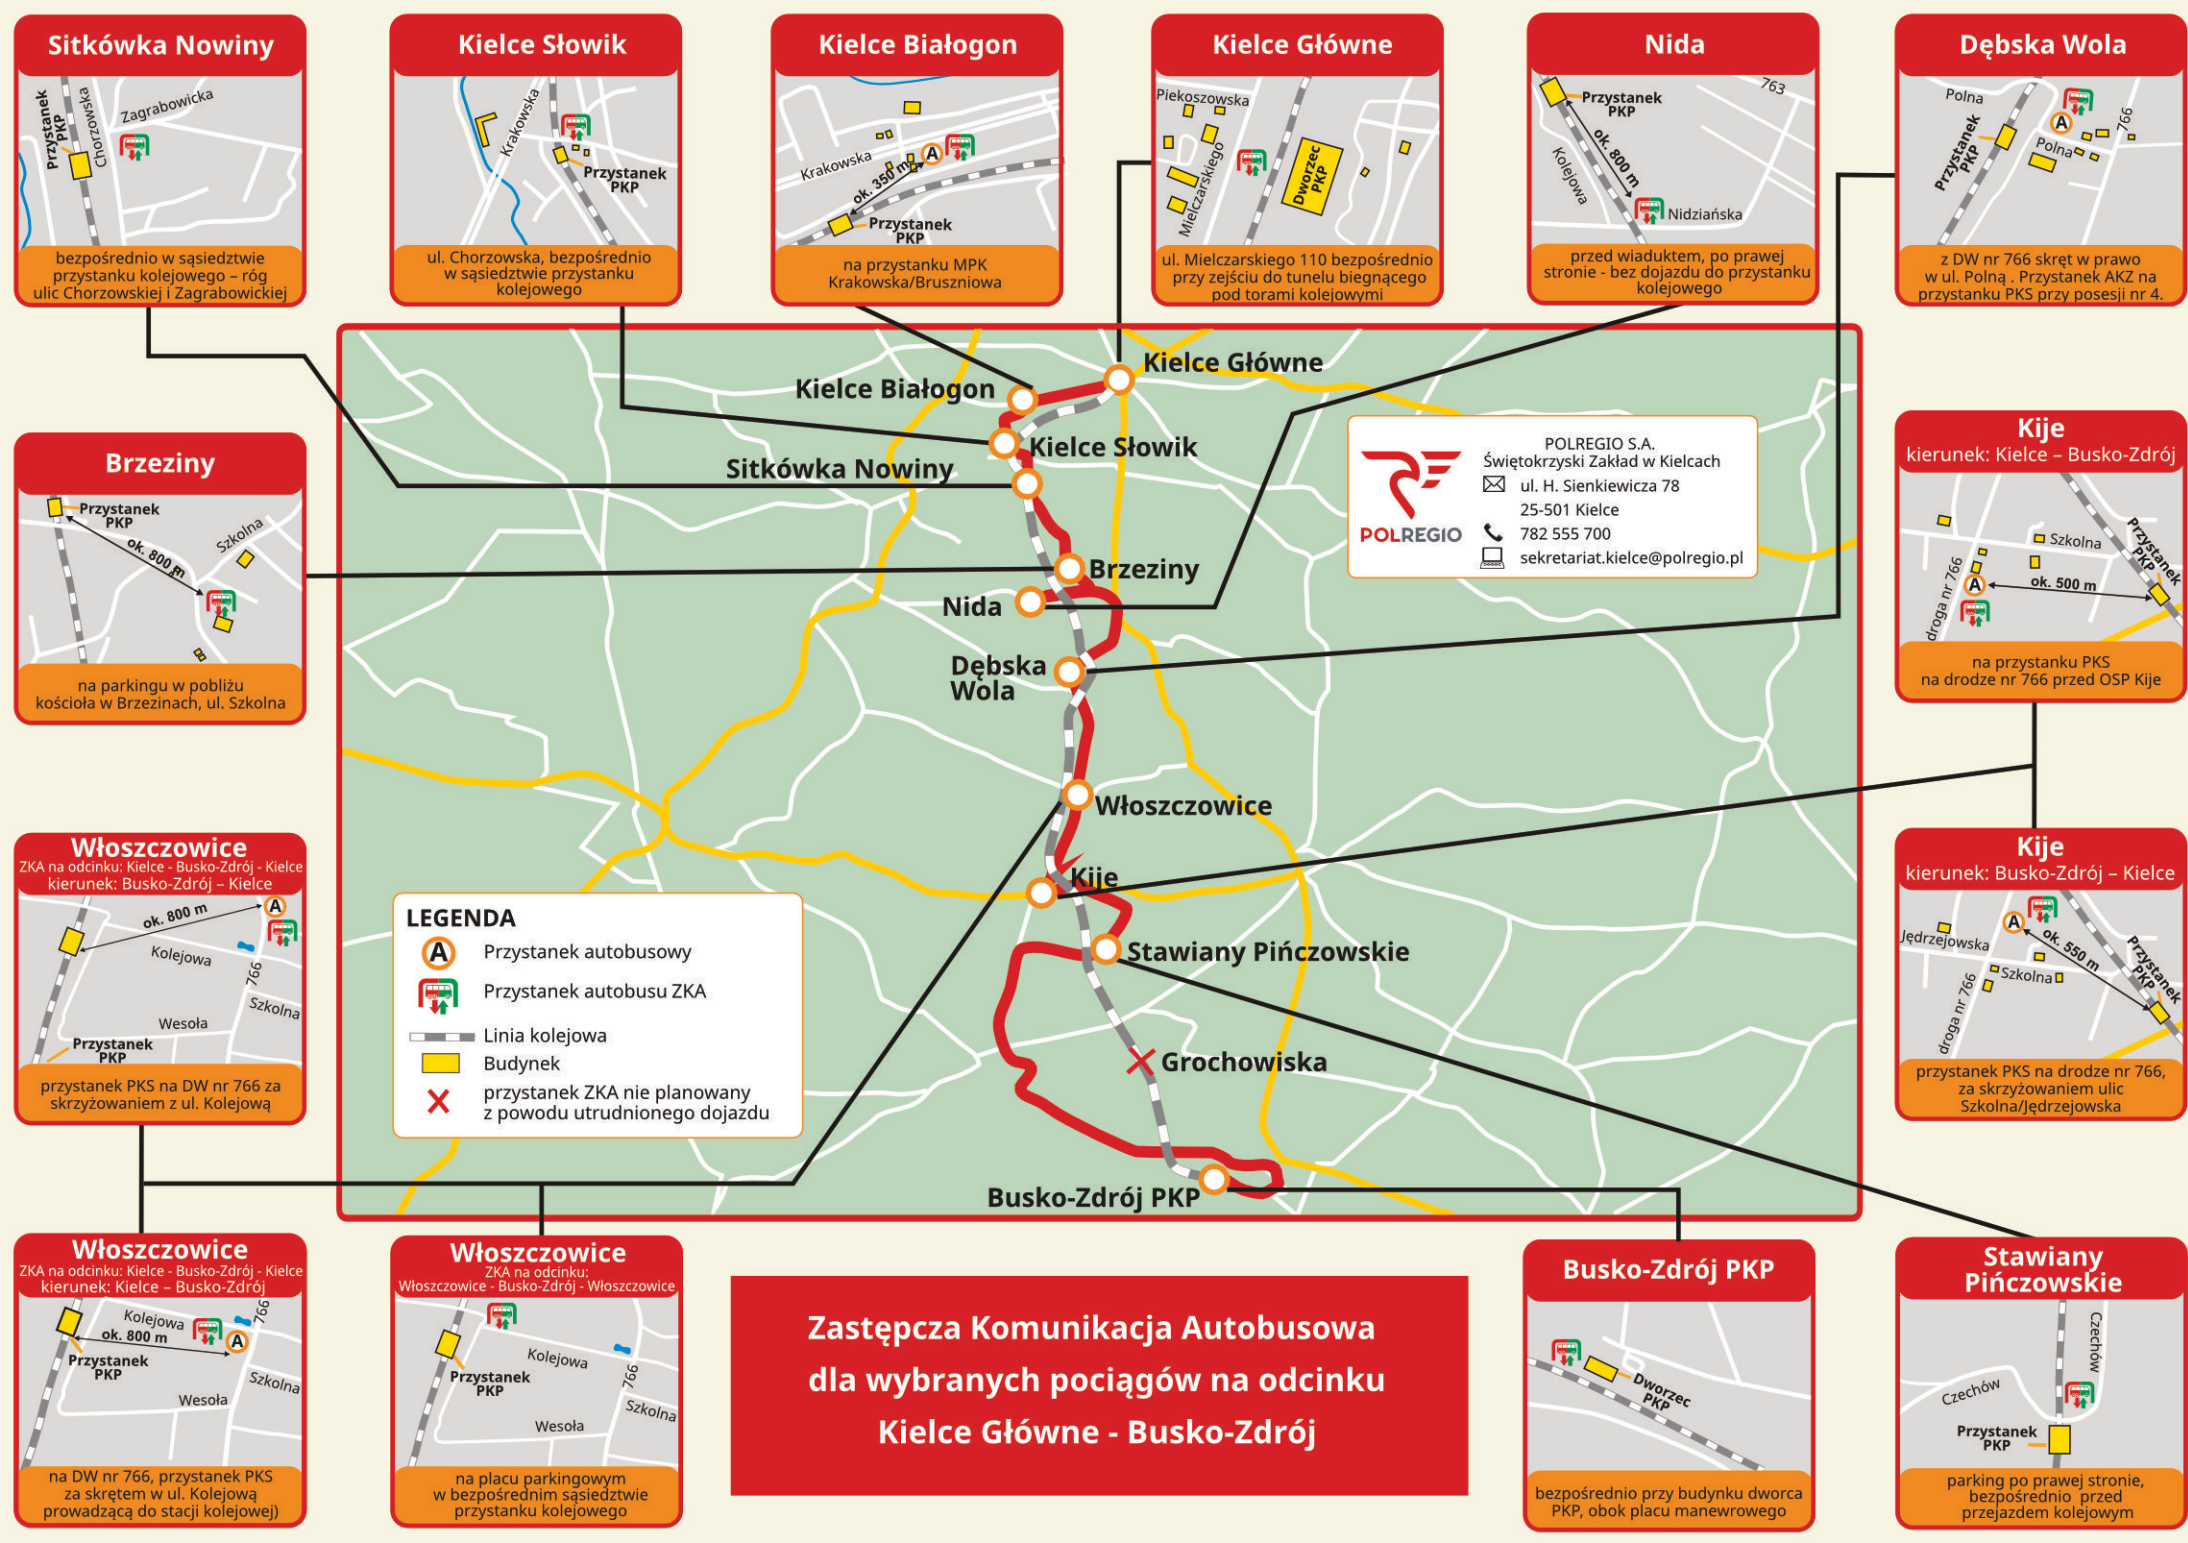 Sitkówka Nowiny
Przystanek
PKP
Chorzowska
Zagrabowicka
bezpośrednio w sąsiedztwie
przystanku kolejowego – róg
ulic Chorzowskiej i Zagrabowickiej
Kielce Słowik
Krakowska
Przystanek
PKP
ul. Chorzowska, bezpośrednio
w sąsiedztwie przystanku
kolejowego
Kielce Białogon
Krakowska
A
ok. 350 m
Przystanek
PKP
na przystanku MPK
Krakowska/Bruszniowa
Kielce Główne
Piekoszowska
Mielczarskiego
Dworzec
PKP
ul. Mielczarskiego 110 bezpośrednio
przy zejściu do tunelu biegnącego
pod torami kolejowymi
Nida
763
Przystanek
PKP
ok. 800 m
Kolejowa
Nidziańska
przed wiaduktem, po prawej
stronie - bez dojazdu do przystanku
kolejowego
Dębska Wola
Polna
A
766
Przystanek
PKP
Polna
z DW nr 766 skręt w prawo
w ul. Polną . Przystanek AKZ na
przystanku PKS przy posesji nr 4.
Kielce Główne
Kielce Białogon
Kielce Słowik
Sitkówka Nowiny
Brzeziny
Nida
Dębska
Wola
Włoszczowice
Kije
Stawiany Pińczowskie
Grochowiska
Busko-Zdrój PKP
POLREGIO
POLREGIO S.A.
Świętokrzyski Zakład w Kielcach
ul. H. Sienkiewicza 78
25-501 Kielce
782 555 700
sekretariat.kielce@polregio.pl
Brzeziny
Przystanek
PKP
ok. 800 m
Szkolna
na parkingu w pobliżu
kościoła w Brzezinach, ul. Szkolna
Kije
kierunek: Kielce – Busko-Zdrój
Szkolna
Przystanek
PKP
droga nr 766
A
ok. 500 m
na przystanku PKS
na drodze nr 766 przed OSP Kije
Włoszczowice
ZKA na odcinku: Kielce - Busko-Zdrój - Kielce
kierunek: Busko-Zdrój – Kielce
ok. 800 m
A
Kolejowa
766
Szkolna
Wesoła
Przystanek
PKP
przystanek PKS na DW nr 766 za
skrzyżowaniem z ul. Kolejową
LEGENDA
A
Przystanek autobusowy
Przystanek autobusu ZKA
Linia kolejowa
Budynek
przystanek ZKA nie planowany
z powodu utrudnionego dojazdu
Kije
kierunek: Busko-Zdrój – Kielce
A
Jędrzejowska
ok. 550 m
Przystanek
PKP
Szkolna
droga nr 766
przystanek PKS na drodze nr 766,
za skrzyżowaniem ulic
Szkolna/Jędrzejowska
Włoszczowice
ZKA na odcinku: Kielce - Busko-Zdrój - Kielce
kierunek: Kielce – Busko-Zdrój
Kolejowa
766
ok. 800 m
A
Przystanek
PKP
Szkolna
Wesoła
na DW nr 766, przystanek PKS
za skrętem w ul. Kolejową
prowadzącą do stacji kolejowej)
Włoszczowice
ZKA na odcinku:
Włoszczowice - Busko-Zdrój - Włoszczowice
Kolejowa
766
Przystanek
PKP
Szkolna
Wesoła
na placu parkingowym
w bezpośrednim sąsiedztwie
przystanku kolejowego
Zastępcza Komunikacja Autobusowa
dla wybranych pociągów na odcinku
Kielce Główne - Busko-Zdrój
Busko-Zdrój PKP
Dworzec
PKP
bezpośrednio przy budynku dworca
PKP, obok placu manewrowego
Stawiany
Pińczowskie
Czechów
Czechów
Przystanek
PKP
parking po prawej stronie,
bezpośrednio przed
przejazdem kolejowym